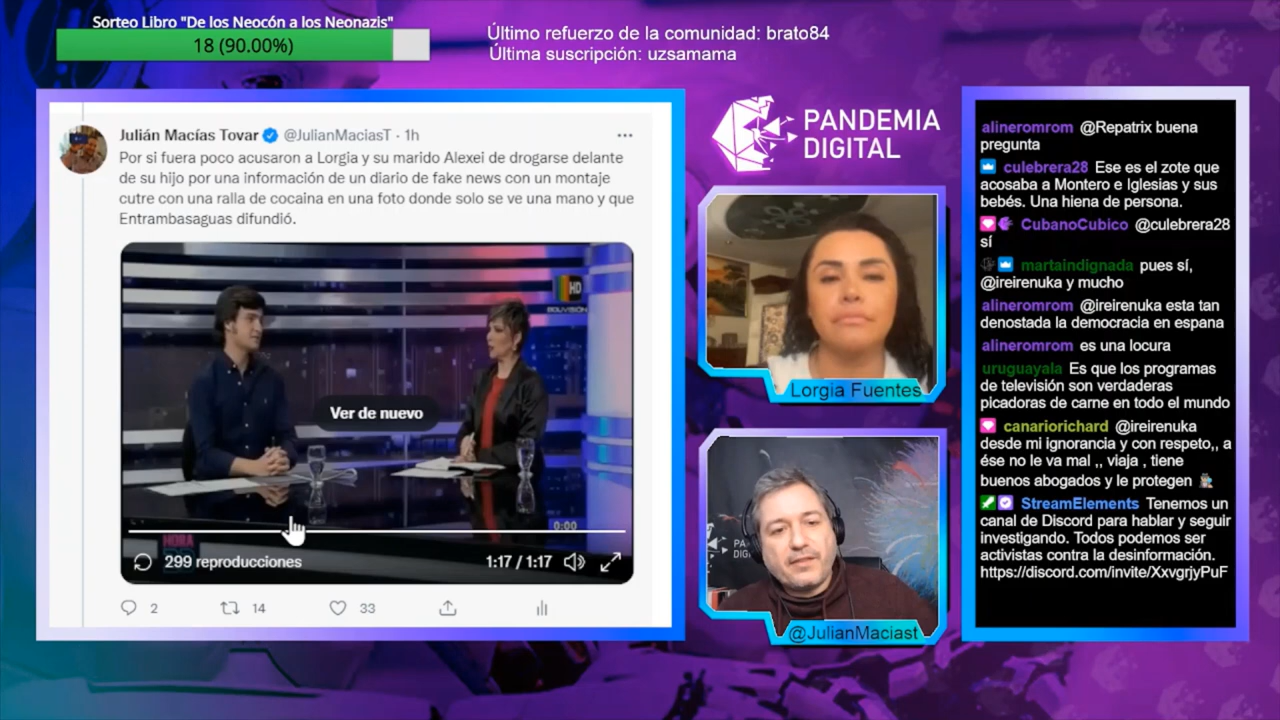 Sorteo Libro "De los Neocón a los Neonazis"
18 (90.00%)
Último refuerzo de la comunidad: brato84
Última suscripción: uzsamama
Julián Macías Tovar @JulianMaciasT · 1h
Por si fuera poco acusaron a Lorgia y su marido Alexei de drogarse delante
de su hijo por una información de un diario de fake news con un montaje
cutre con una ralla de cocaina en una foto donde solo se ve una mano y que
Entrambasaguas difundió.
HD
BOLIVISIÓN
Ver de nuevo
0:00
HORA
299 reproducciones
1:17 / 1:17
2
14
33
PANDEMIA
DIGITAL
Lorgia Fuentes
PA
DIG
@JulianMaciast
alineromrom @Repatrix buena
pregunta
culebrera28 Ese es el zote que
acosaba a Montero e Iglesias y sus
bebés. Una hiena de persona.
CubanoCubico @culebrera28
sí
martaindignada pues sí,
@ireirenuka y mucho
alineromrom @ireirenuka esta tan
denostada la democracia en espana
alineromrom es una locura
uruguayala Es que los programas
de televisión son verdaderas
picadoras de carne en todo el mundo
canariorichard @ireirenuka
desde mi ignorancia y con respeto,, a
ése no le va mal ,, viaja , tiene
buenos abogados y le protegen
StreamElements Tenemos un
canal de Discord para hablar y seguir
investigando. Todos podemos ser
activistas contra la desinformación.
https://discord.com/invite/XxvgrjyPuF